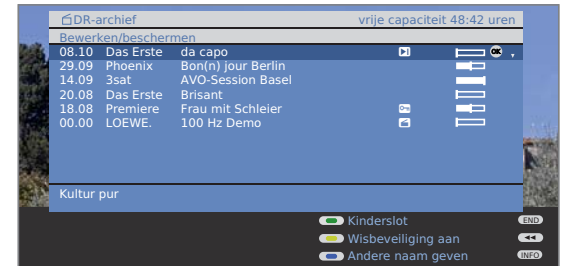 DR-archief vrije capaciteit 48:42 uren
Bewerken/beschermen
08.10 Das Erste da capo OK
29.09 Phoenix Bon(n) jour Berlin
14.09 3sat AVO-Session Basel
20.08 Das Erste Brisant
18.08 Premiere Frau mit Schleier
00.00 LOEWE. 100 Hz Demo
Kultur pur
Kinderslot END
Wisbeveiliging aan
Andere naam geven INFO